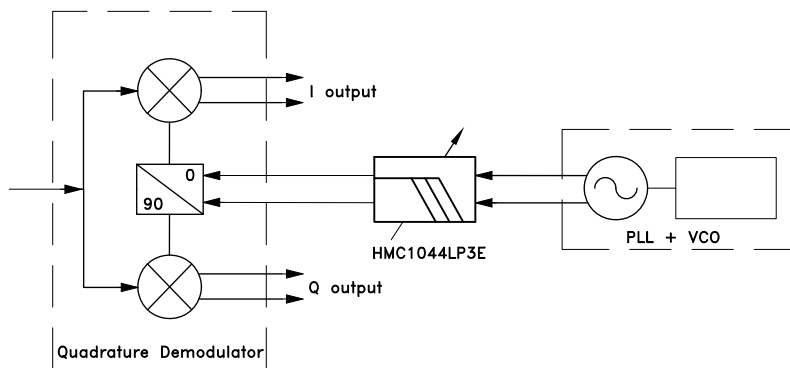 I output
0
90
HMC1044LP3E
PLL + VCO
Q output
Quadrature Demodulator